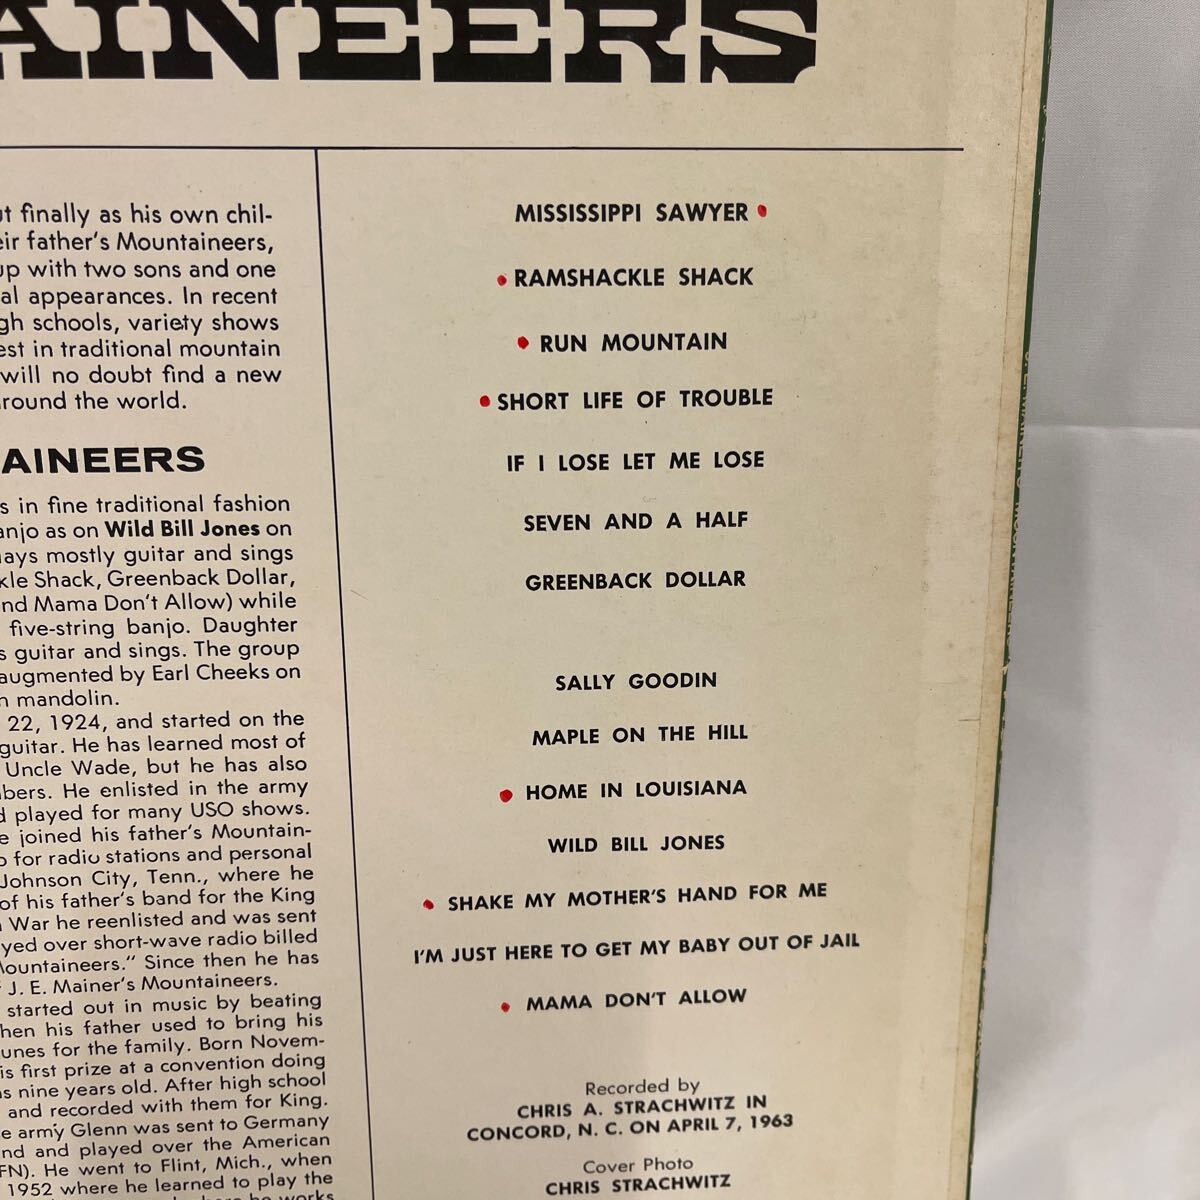 AINEERS
ut finally as his own chil-
eir father's Mountaineers,
up with two sons and one
al appearances. In recent
gh schools, variety shows
est in traditional mountain
will no doubt find a new
around the world.
AINEERS
s in fine traditional fashion
anjo as on Wild Bill Jones on
lays mostly guitar and sings
kle Shack, Greenback Dollar,
nd Mama Don't Allow) while
five-string banjo. Daughter
s guitar and sings. The group
augmented by Earl Cheeks on
n mandolin.
22, 1924, and started on the
guitar. He has learned most of
Uncle Wade, but he has also
bers. He enlisted in the army
d played for many USO shows.
e joined his father's Mountain-
o for radio stations and personal
Johnson City, Tenn., where he
of his father's band for the King
n War he reenlisted and was sent
yed over short-wave radio billed
Mountaineers." Since then he has
J. E. Mainer's Mountaineers.
started out in music by beating
hen his father used to bring his
unes for the family. Born Novem-
is first prize at a convention doing
as nine years old. After high school
and recorded with them for King.
e army Glenn was sent to Germany
nd and played over the American
FN). He went to Flint, Mich., when
1952 where he learned to play the
he works
MISSISSIPPI SAWYER
RAMSHACKLE SHACK
RUN MOUNTAIN
SHORT LIFE OF TROUBLE
IF I LOSE LET ME LOSE
SEVEN AND A HALF
GREENBACK DOLLAR
SALLY GOODIN
MAPLE ON THE HILL
HOME IN LOUISIANA
WILD BILL JONES
SHAKE MY MOTHER'S HAND FOR ME
I'M JUST HERE TO GET MY BABY OUT OF JAIL
MAMA DON'T ALLOW
Recorded by
CHRIS A. STRACHWITZ IN
CONCORD, N. C. ON APRIL 7, 1963
Cover Photo
CHRIS STRACHWITZ